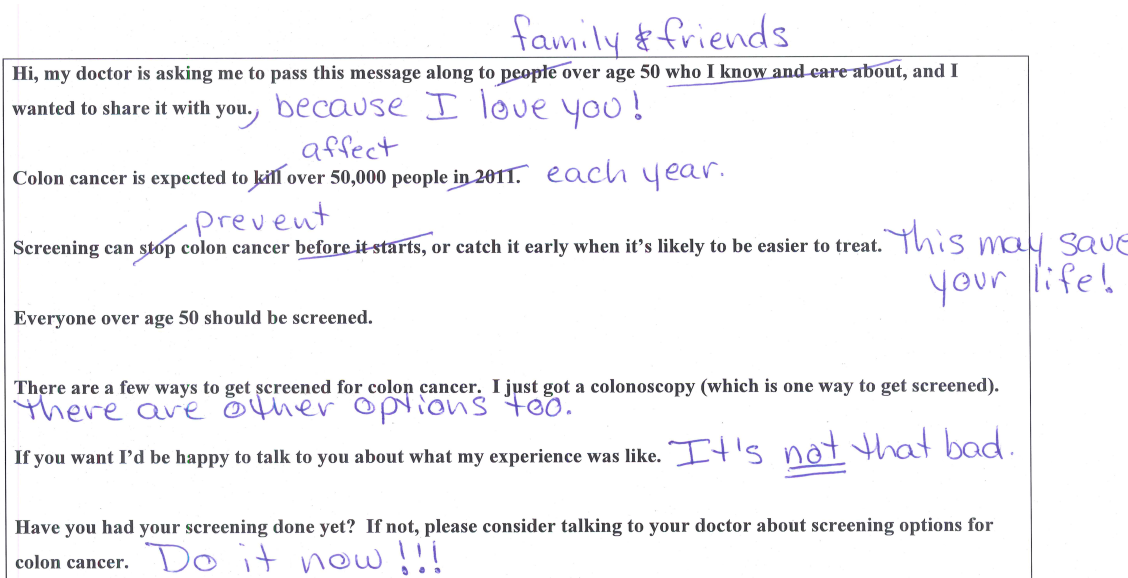 family & friends
Hi, my doctor is asking me to pass this message along to people over age 50 who I know and care about, and I
wanted to share it with you., because I love you!
affect
Colon cancer is expected to kill over 50,000 people in 2011. each year.
prevent
Screening can stop colon cancer before it starts, or catch it early when it's likely to be easier to treat. This may save
your life!
Everyone over age 50 should be screened.
There are a few ways to get screened for colon cancer.  I just got a colonoscopy (which is one way to get screened).
There are other options too.
If you want I'd be happy to talk to you about what my experience was like. It's not that bad.
Have you had your screening done yet?  If not, please consider talking to your doctor about screening options for
colon cancer. Do it now!!!